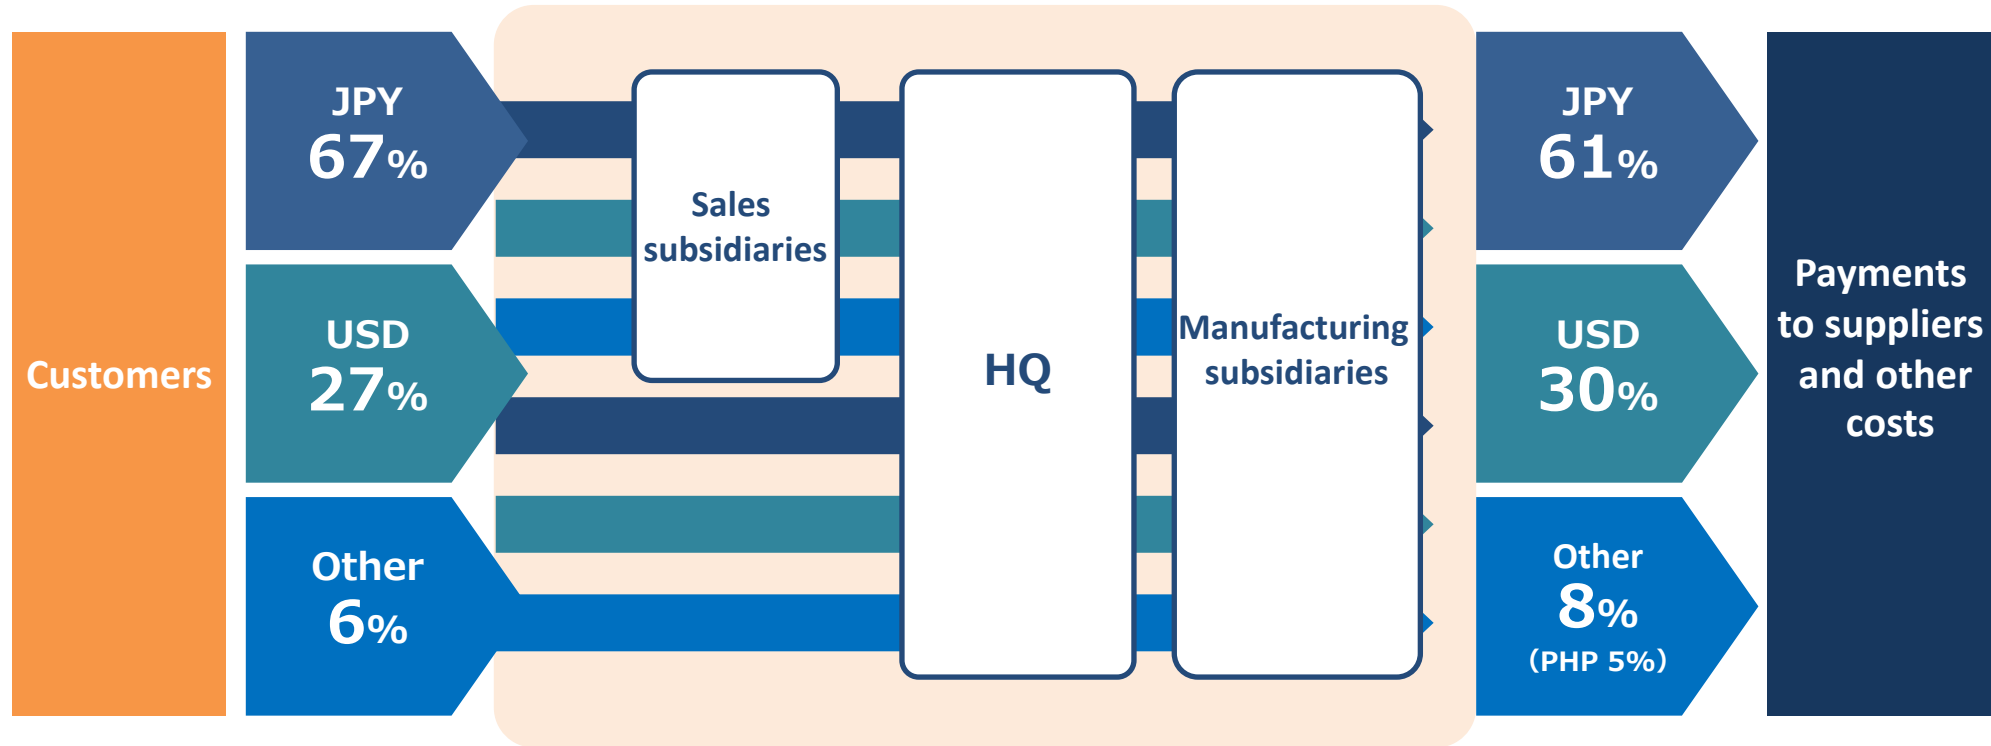 Customers
JPY
67%
USD
27%
Other
6%
Sales
subsidiaries
HQ
Manufacturing
subsidiaries
JPY
61%
USD
30%
Other
8%
(PHP 5%)
Payments
to suppliers
and other
costs